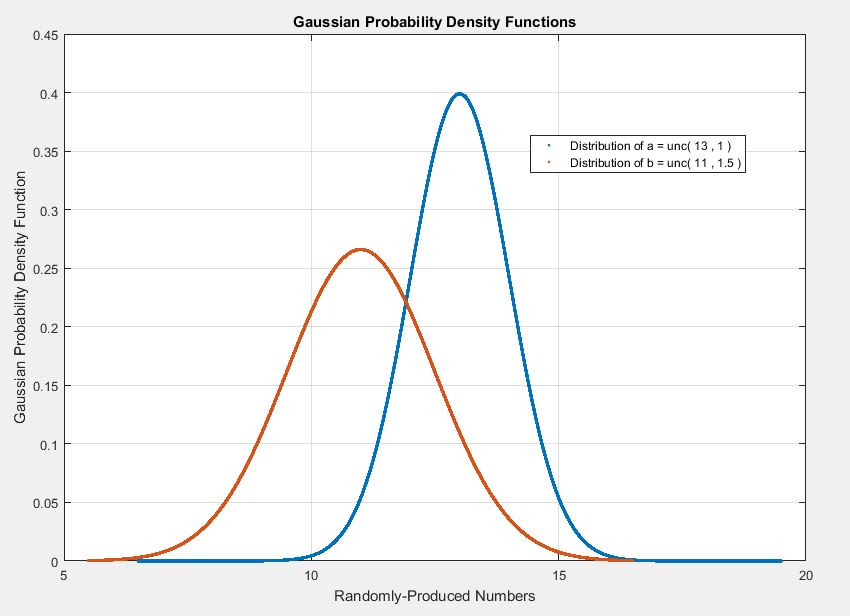 Gaussian Probability Density Functions
0.45
0.4
0.35
0.3
0.25
0.2
0.15
0.1
0.05
0
Gaussian Probability Density Function
Distribution of a = unc( 13 , 1 )
Distribution of b = unc( 11 , 1.5 )
5 10 15 20
Randomly-Produced Numbers